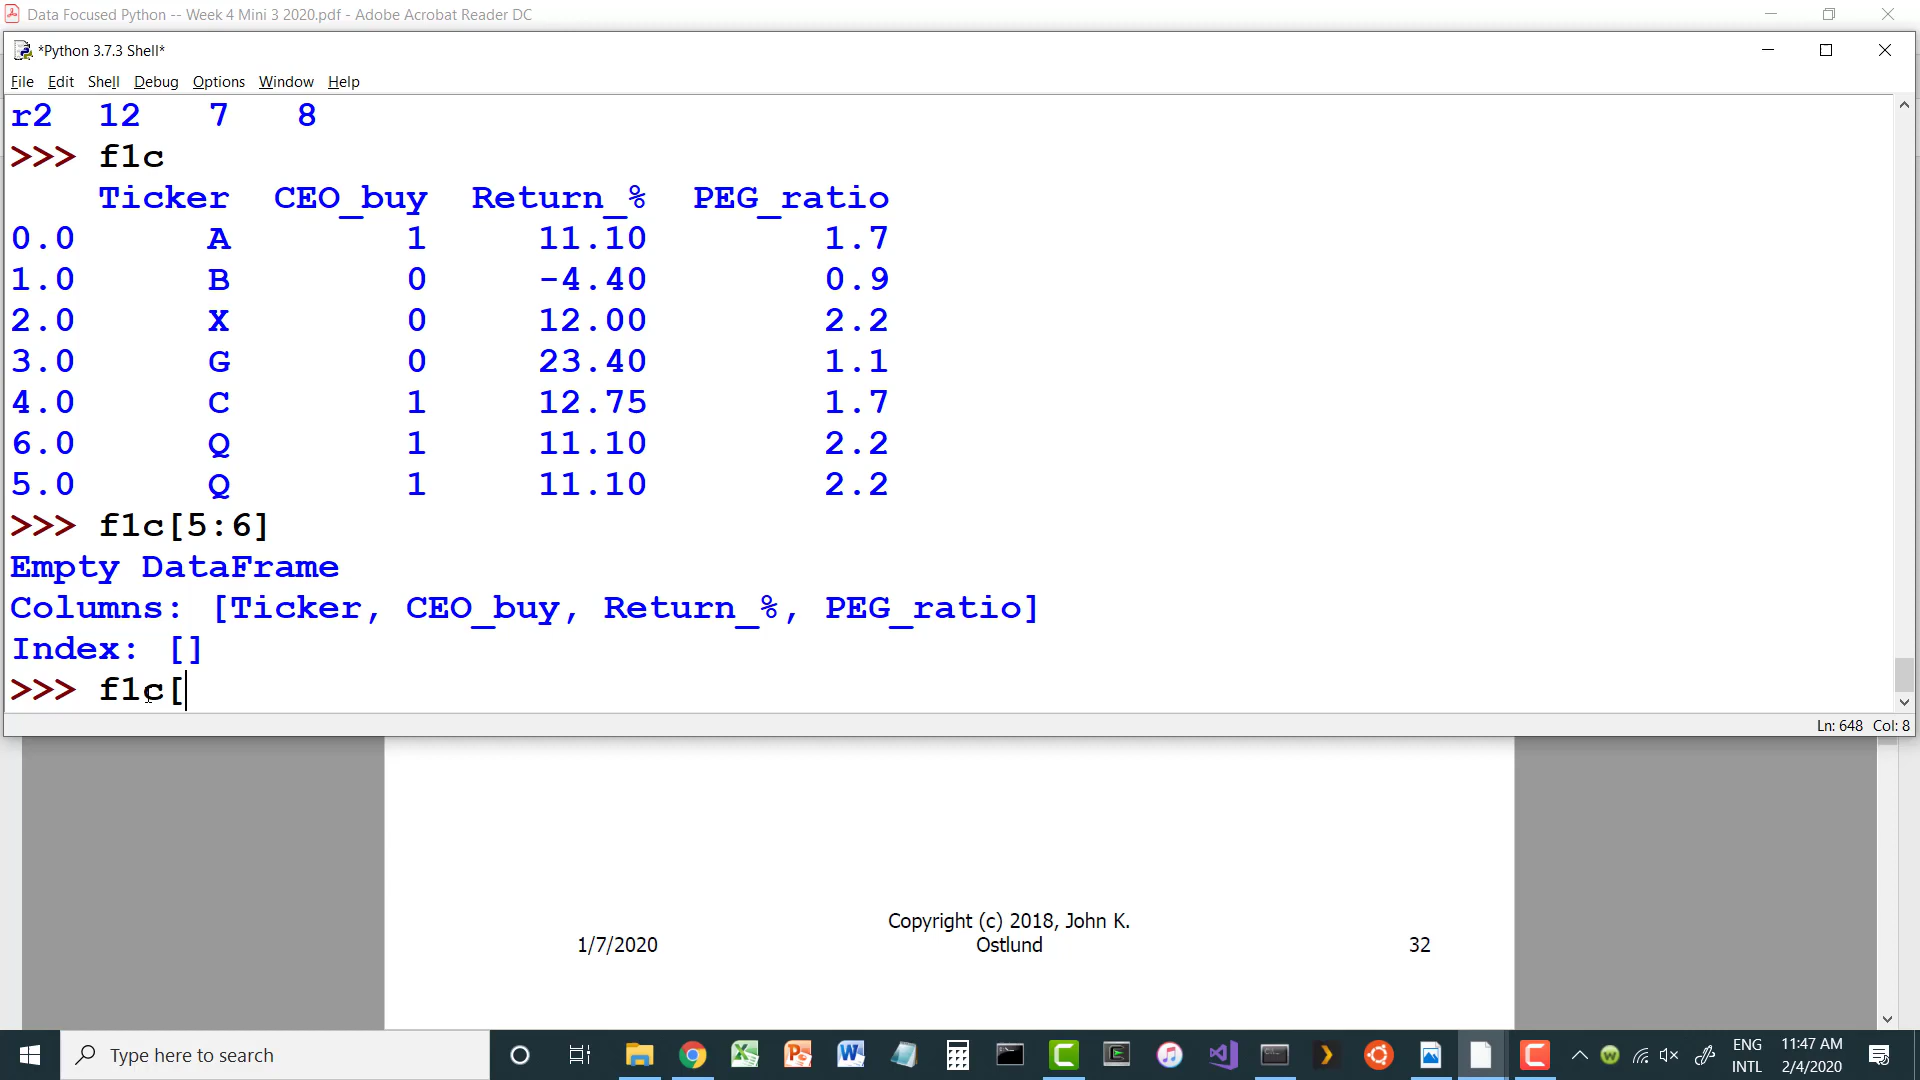 Data Focused Python -- Week 4 Mini 3 2020.pdf - Adobe Acrobat Reader DC
*Python 3.7.3 Shell*
File Edit Shell Debug Options Window Help
r2 12 7 8
>>> f1c
Ticker CEO_buy Return_% PEG_ratio
0.0 A 1 11.10 1.7
1.0 B 0 -4.40 0.9
2.0 X 0 12.00 2.2
3.0 G 0 23.40 1.1
4.0 C 1 12.75 1.7
6.0 Q 1 11.10 2.2
5.0 Q 1 11.10 2.2
>>> f1c[5:6]
Empty DataFrame
Columns: [Ticker, CEO_buy, Return_%, PEG_ratio]
Index: []
>>> f1c[
Ln: 648 Col: 8
Copyright (c) 2018, John K.
Ostlund
1/7/2020
32
Type here to search
ENG
INTL
11:47 AM
2/4/2020